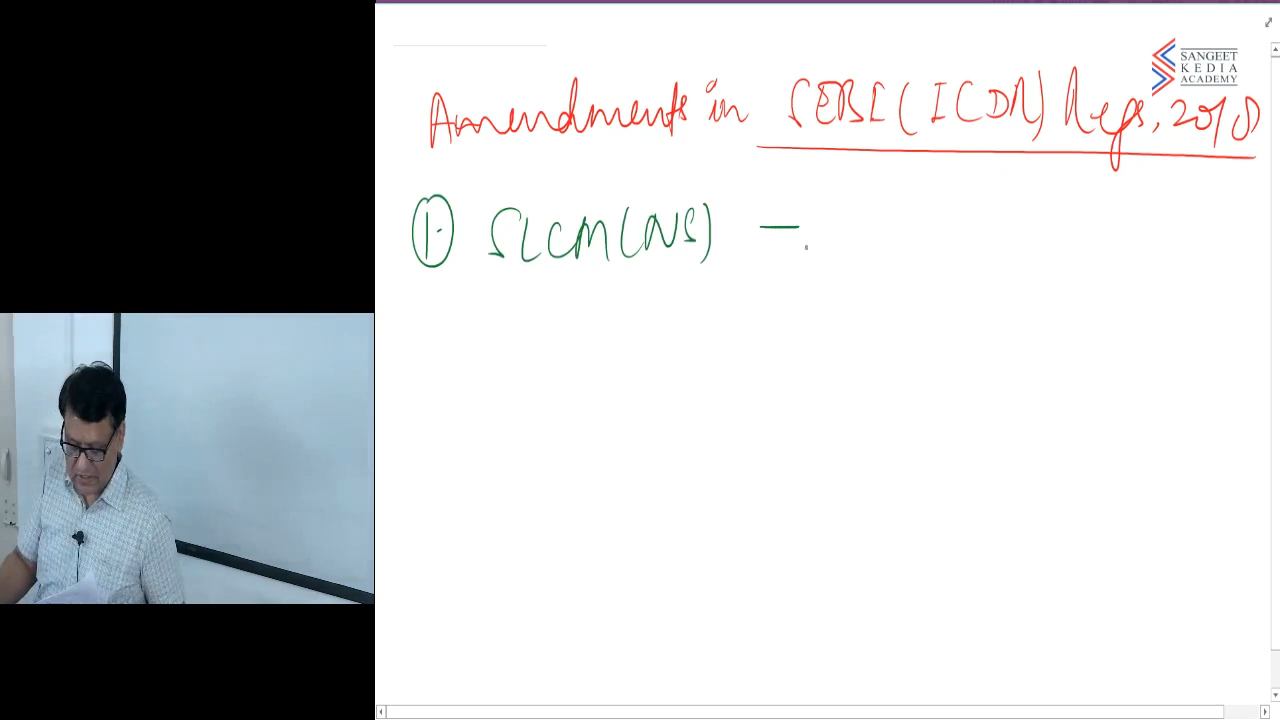 SANGEET
KEDIA
ACADEMY
Amendments in SEBI (ICDR) Regs, 2018
1. SLCM (NS) —